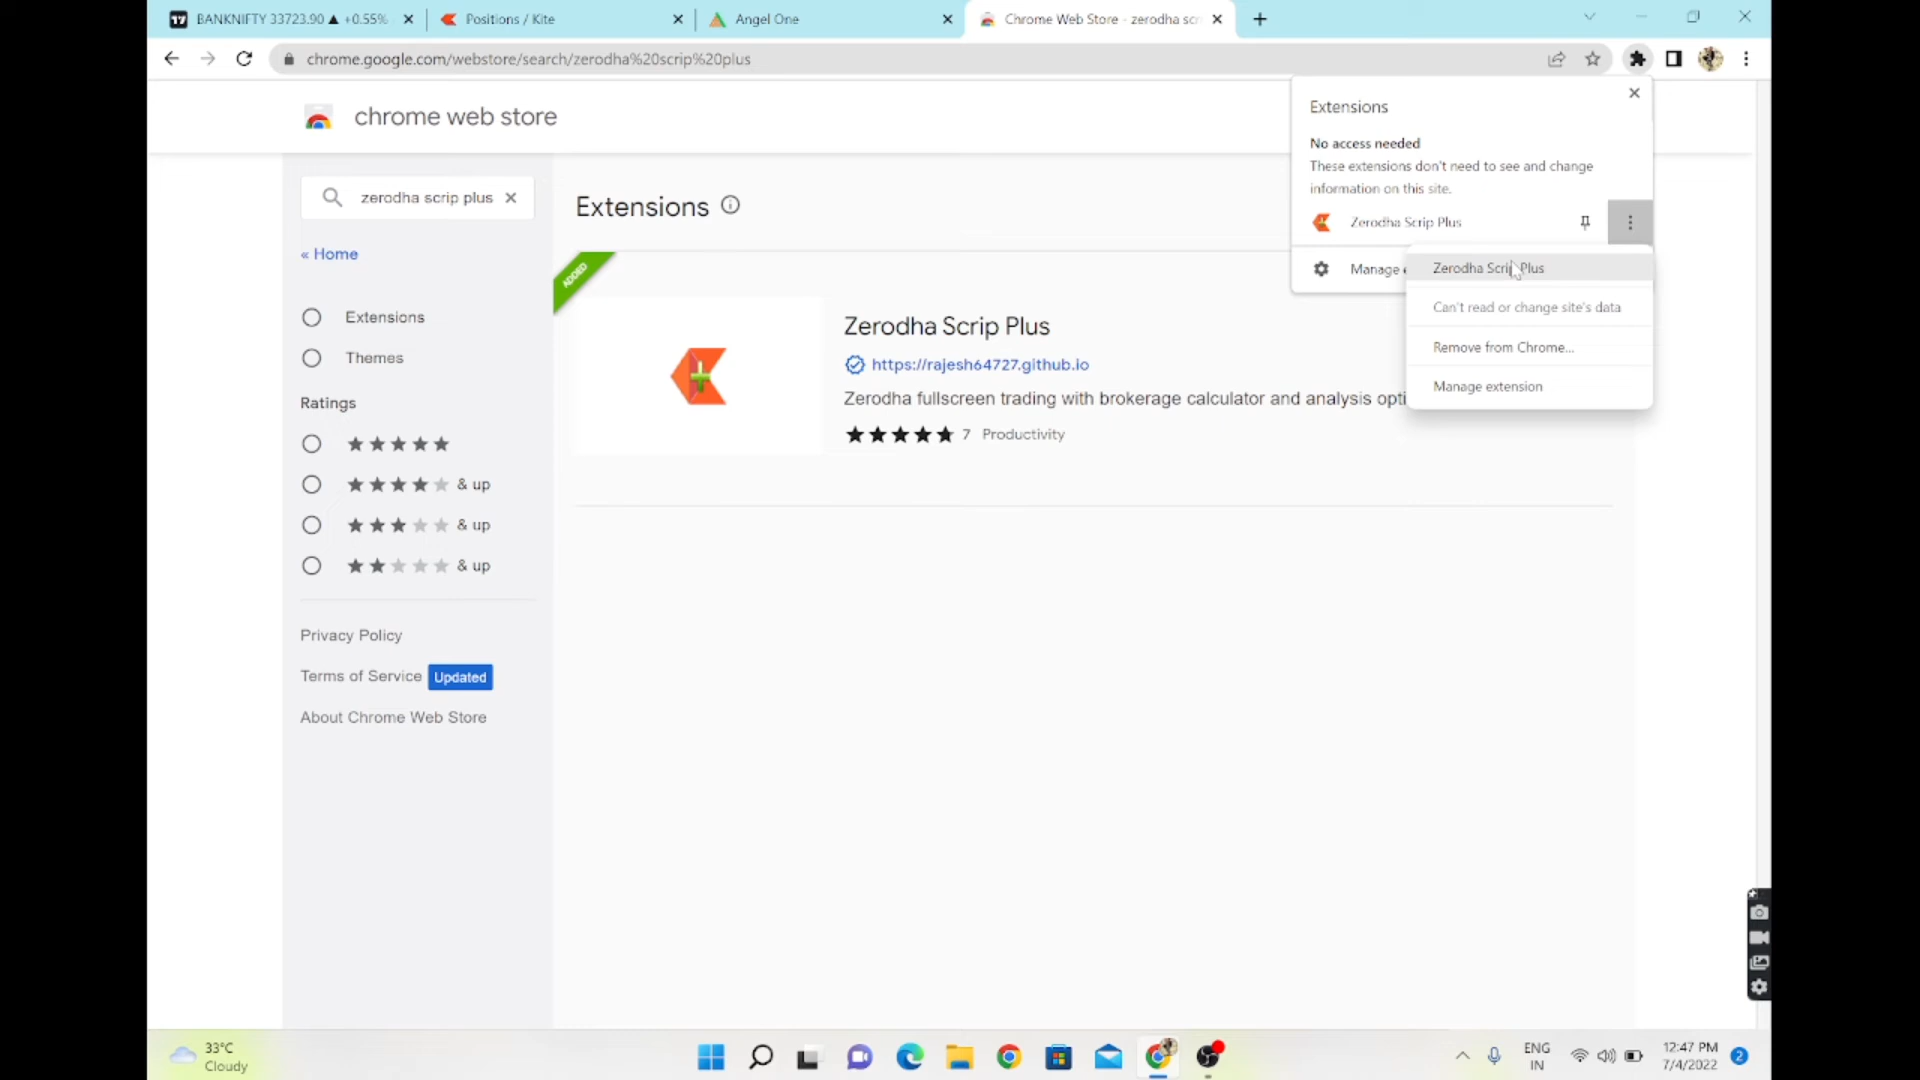 BANKNIFTY 33723.90 ▲ +0.55%
Positions / Kite
Angel One
Chrome Web Store - zerodha scr
chrome.google.com/webstore/search/zerodha%20scrip%20plus
chrome web store
Extensions
No access needed
These extensions don't need to see and change
information on this site.
Zerodha Scrip Plus
Manage e
Zerodha Scrip Plus
Can't read or change site's data
Remove from Chrome...
Manage extension
zerodha scrip plus
« Home
Extensions
Themes
Ratings
& up
& up
& up
Privacy Policy
Terms of Service Updated
About Chrome Web Store
Extensions
ADDED
Zerodha Scrip Plus
https://rajesh64727.github.io
Zerodha fullscreen trading with brokerage calculator and analysis opti
7 Productivity
33°C
Cloudy
ENG
IN
12:47 PM
7/4/2022
2